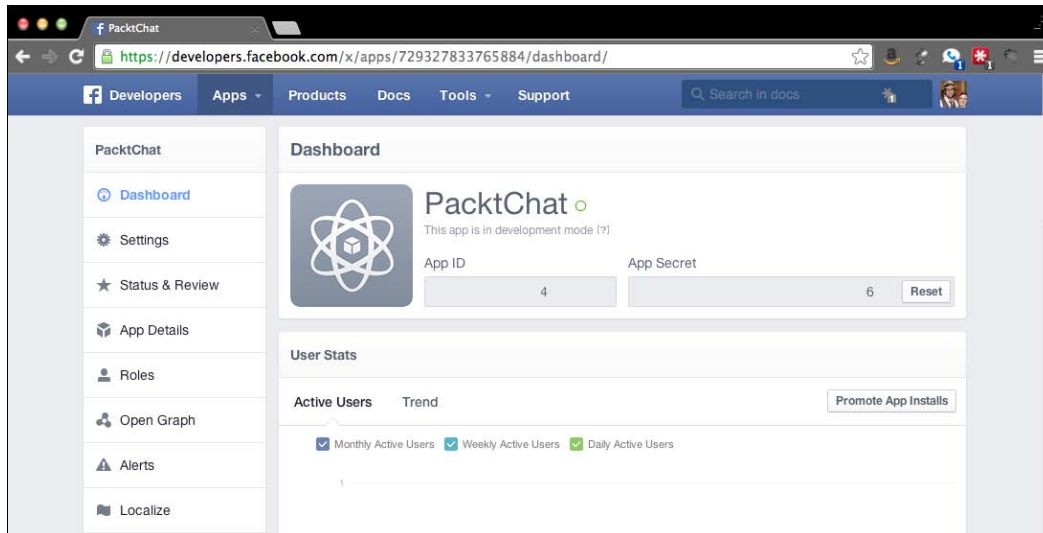 PacktChat
https://developers.facebook.com/x/apps/729327833765884/dashboard/
1
1
Developers Apps Products Docs Tools Support Search in docs
1
PacktChat
Dashboard
Dashboard
PacktChat
Settings
This app is in development mode [?]
App ID App Secret
Status & Review
4 6 Reset
App Details
User Stats
Roles
Active Users Trend Promote App Installs
Open Graph
Monthly Active Users Weekly Active Users Daily Active Users
Alerts
1
Localize